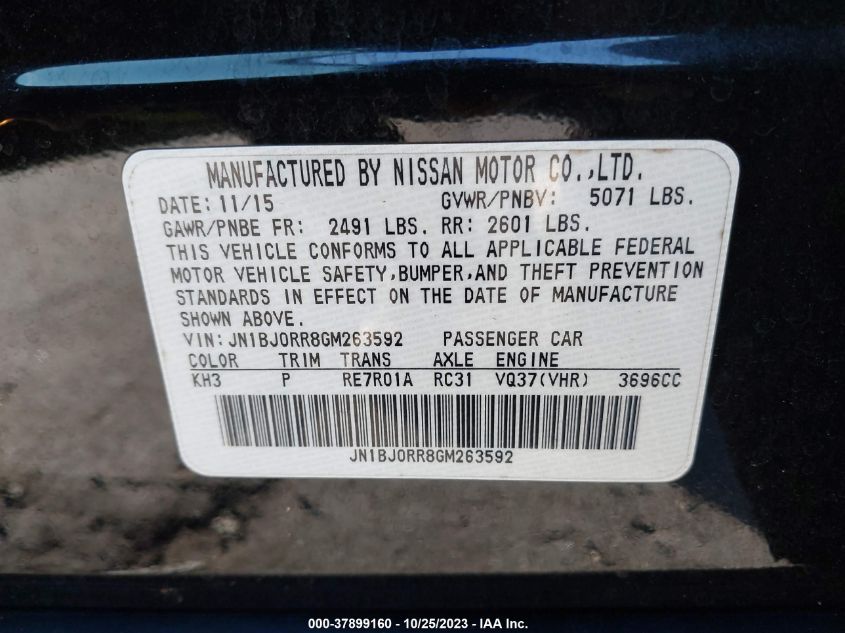 MANUFACTURED BY NISSAN MOTOR CO.,LTD.
DATE: 11/15 GVWR/PNBV: 5071 LBS.
GAWR/PNBE FR: 2491 LBS. RR: 2601 LBS.
THIS VEHICLE CONFORMS TO ALL APPLICABLE FEDERAL
MOTOR VEHICLE SAFETY,BUMPER,AND THEFT PREVENTION
STANDARDS IN EFFECT ON THE DATE OF MANUFACTURE
SHOWN ABOVE.
VIN: JN1BJ0RR8GM263592 PASSENGER CAR
COLOR TRIM TRANS AXLE ENGINE
KH3 P RE7R01A RC31 VQ37(VHR) 3696CC
JN1BJ0RR8GM263592
000-37899160 - 10/25/2023 - IAA Inc.